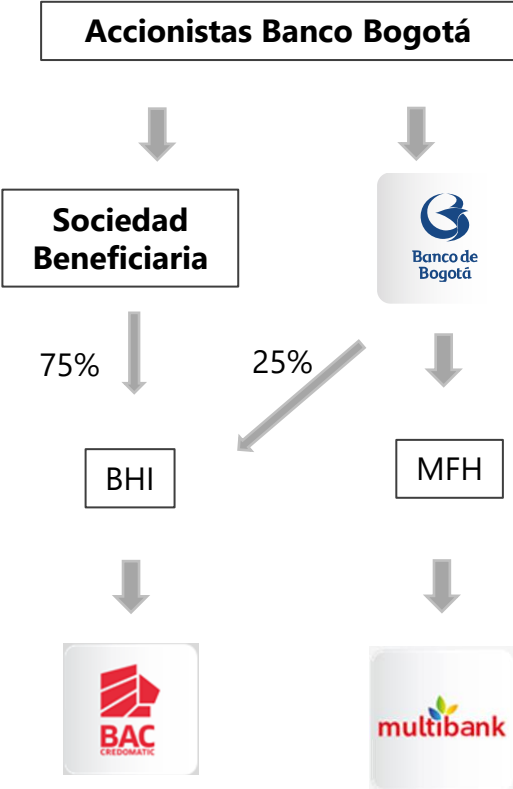 Accionistas Banco Bogotá
Sociedad
Beneficiaria
Banco de
Bogotá
75%
25%
BHI
MFH
BAC
CREDOMATIC
multibank